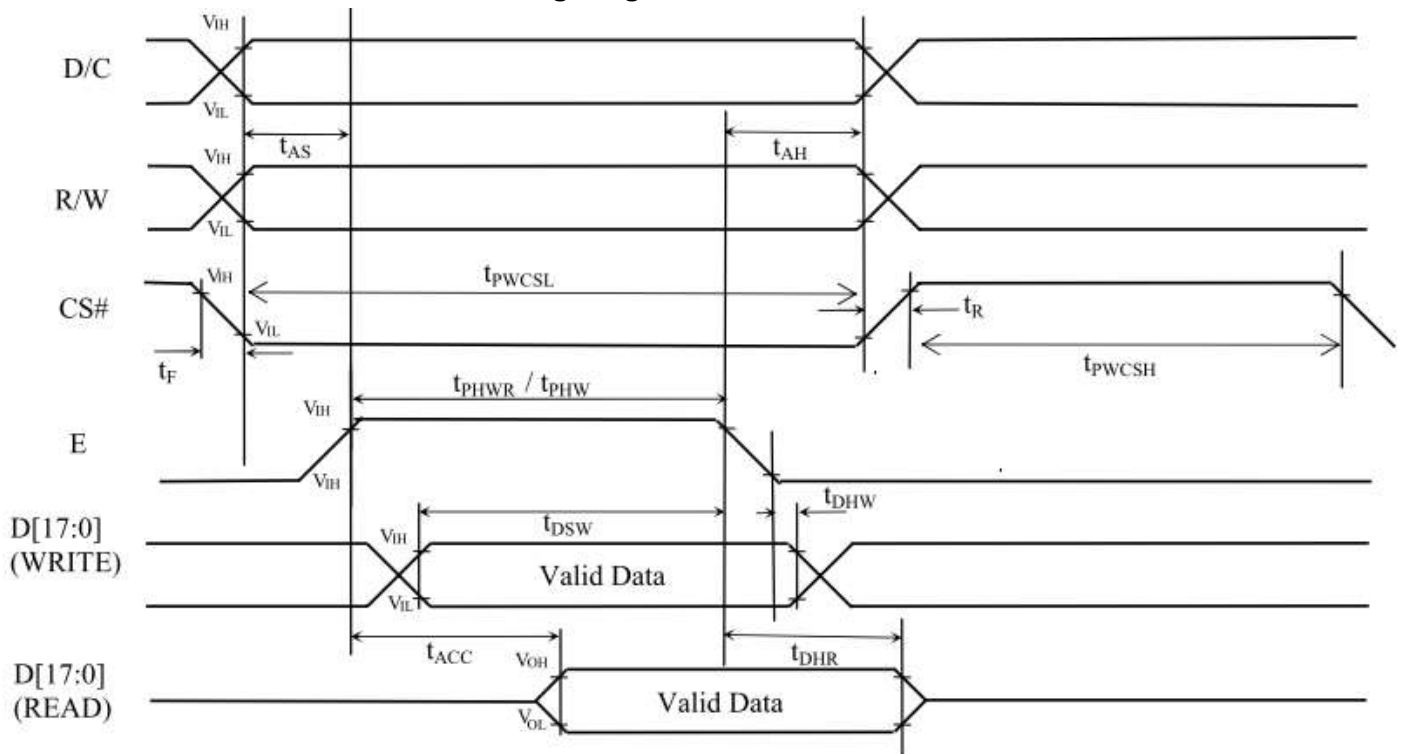 VIH
D/C
VIL
tAS
tAH
VIH
R/W
VIL
VIH
tPWCSL
CS#
VIL
tR
tF
tPWCSH
tPHWR / tPHW
VIH
E
VIH
tDHW
D[17:0]
(WRITE)
VIH
tDSW
Valid Data
VIL
tACC
tDHR
D[17:0]
(READ)
VOH
Valid Data
VOL